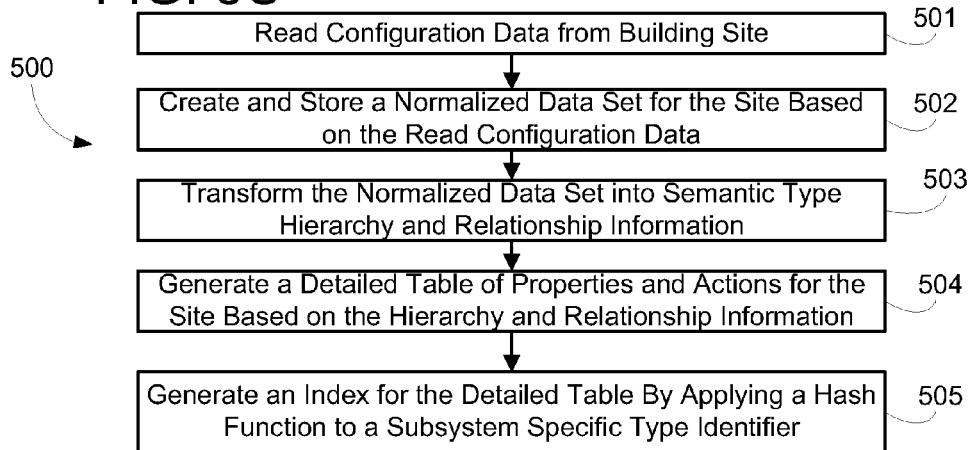 501
Read Configuration Data from Building Site
500
Create and Store a Normalized Data Set for the Site Based
on the Read Configuration Data
502
Transform the Normalized Data Set into Semantic Type
Hierarchy and Relationship Information
503
Generate a Detailed Table of Properties and Actions for the
Site Based on the Hierarchy and Relationship Information
504
Generate an Index for the Detailed Table By Applying a Hash
Function to a Subsystem Specific Type Identifier
505